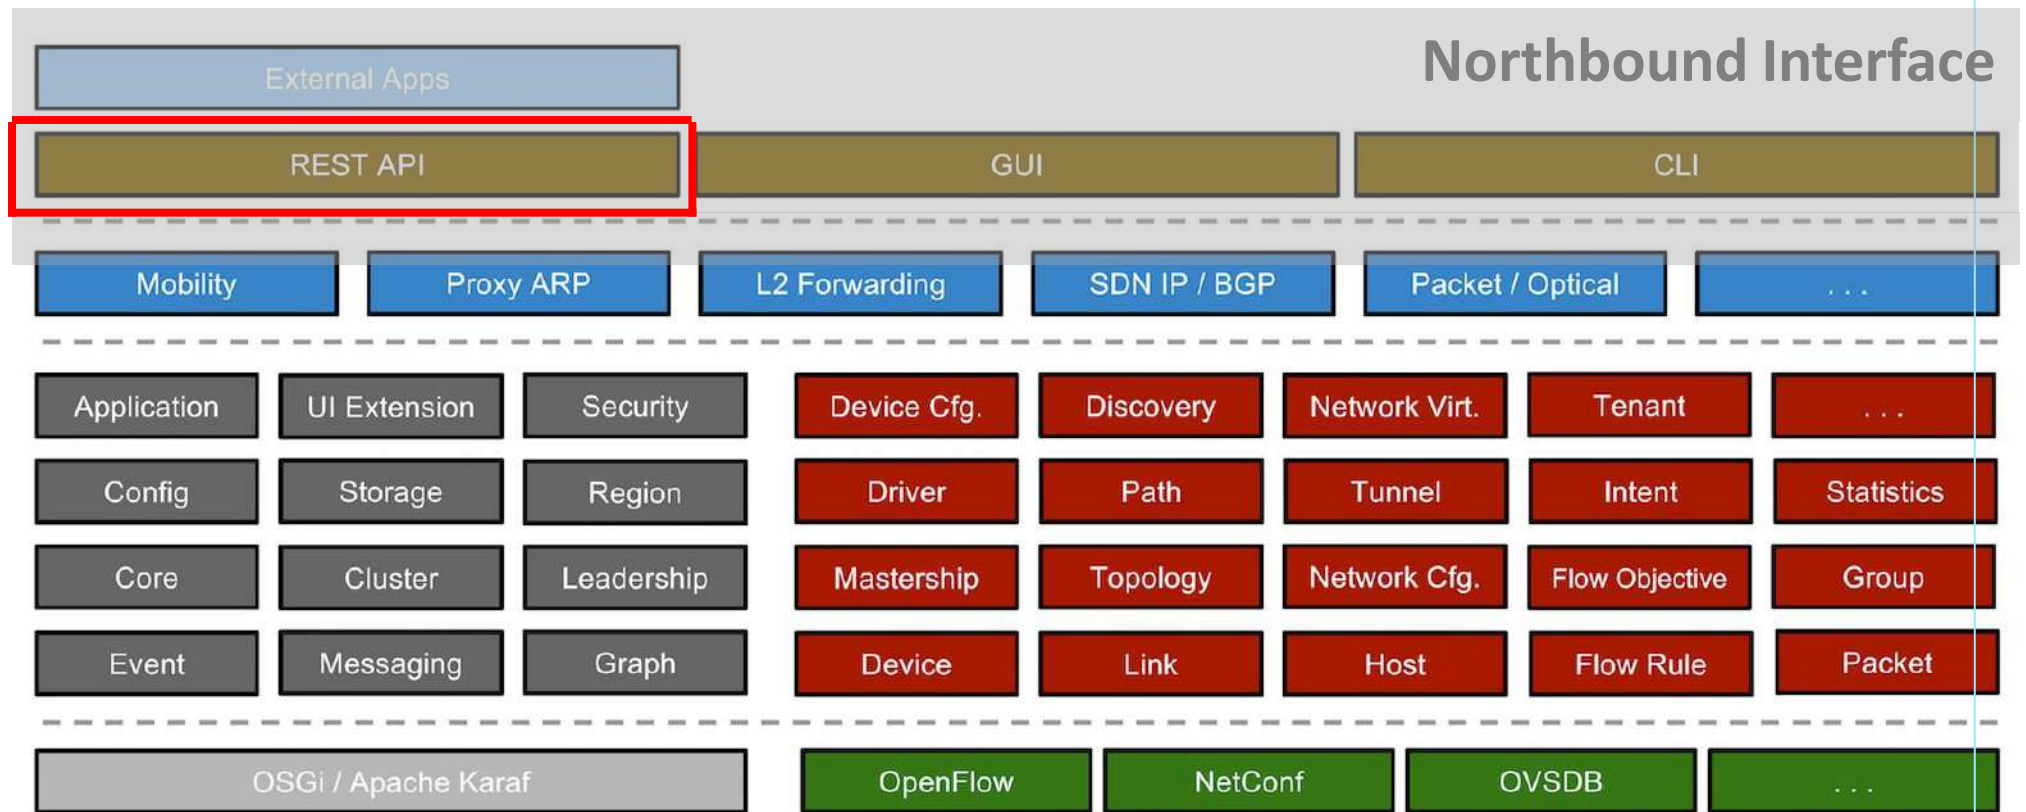 Northbound Interface
External Apps
REST API GUI CLI
Mobility Proxy ARP L2 Forwarding SDN IP / BGP Packet / Optical . . .
Application UI Extension Security Device Cfg. Discovery Network Virt. Tenant . . .
Config Storage Region Driver Path Tunnel Intent Statistics
Core Cluster Leadership Mastership Topology Network Cfg. Flow Objective Group
Event Messaging Graph Device Link Host Flow Rule Packet
OSGi / Apache Karaf OpenFlow NetConf OVSDB . . .